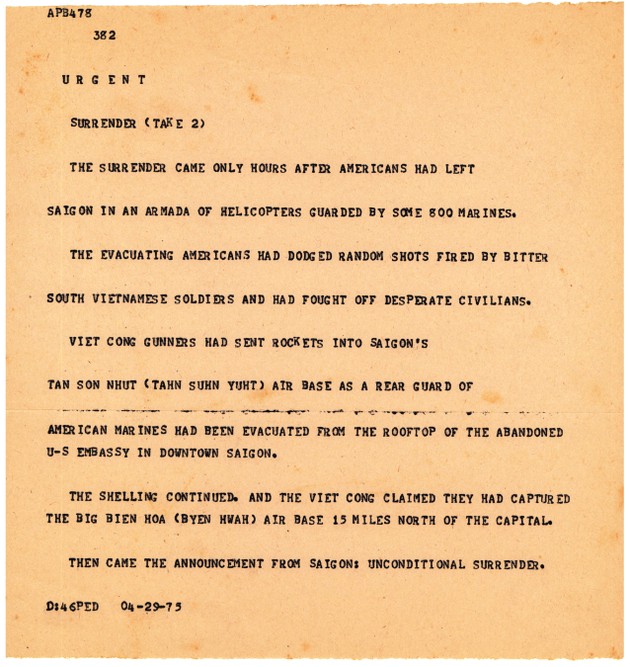 APB478
382
URGENT
SURRENDER (TAKE 2)
THE SURRENDER CAME ONLY HOURS AFTER AMERICANS HAD LEFT
SAIGON IN AN ARMADA OF HELICOPTERS GUARDED BY SOME 800 MARINES.
THE EVACUATING AMERICANS HAD DODGED RANDOM SHOTS FIRED BY BITTER
SOUTH VIETNAMESE SOLDIERS AND HAD FOUGHT OFF DESPERATE CIVILIANS.
VIET CONG GUNNERS HAD SENT ROCKETS INTO SAIGON'S
TAN SON NHUT (TAHN SUHN YUHT) AIR BASE AS A REAR GUARD OF
AMERICAN MARINES HAD BEEN EVACUATED FROM THE ROOFTOP OF THE ABANDONED
U-S EMBASSY IN DOWNTOWN SAIGON.
THE SHELLING CONTINUED. AND THE VIET CONG CLAIMED THEY HAD CAPTURED
THE BIG BIEN HOA (BYEN HWAH) AIR BASE 15 MILES NORTH OF THE CAPITAL.
THEN CAME THE ANNOUNCEMENT FROM SAIGON: UNCONDITIONAL SURRENDER.
D:46PED 04-29-75